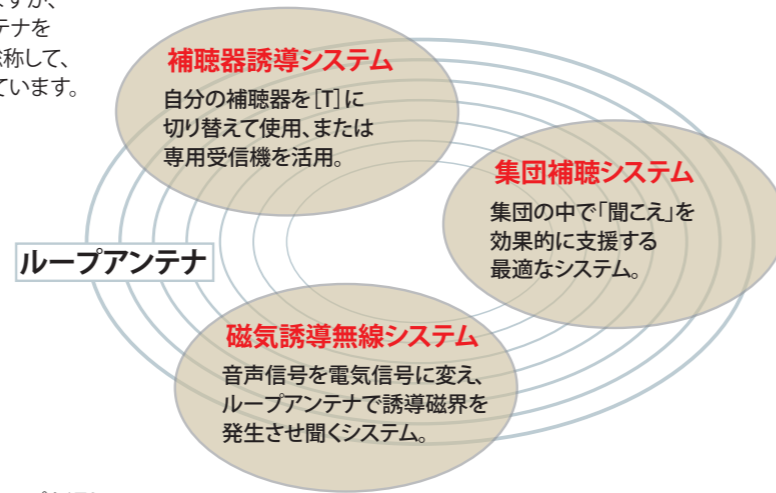 すが、
テナを
称して、
ています。
補聴器誘導システム
自分の補聴器を[T]に
切り替えて使用、または
専用受信機を活用。
集団補聴システム
集団の中で「聞こえ」を
効果的に支援する
最適なシステム。
ループアンテナ
磁気誘導無線システム
音声信号を電気信号に変え、
ループアンテナで誘導磁界を
発生させ聞くシステム。